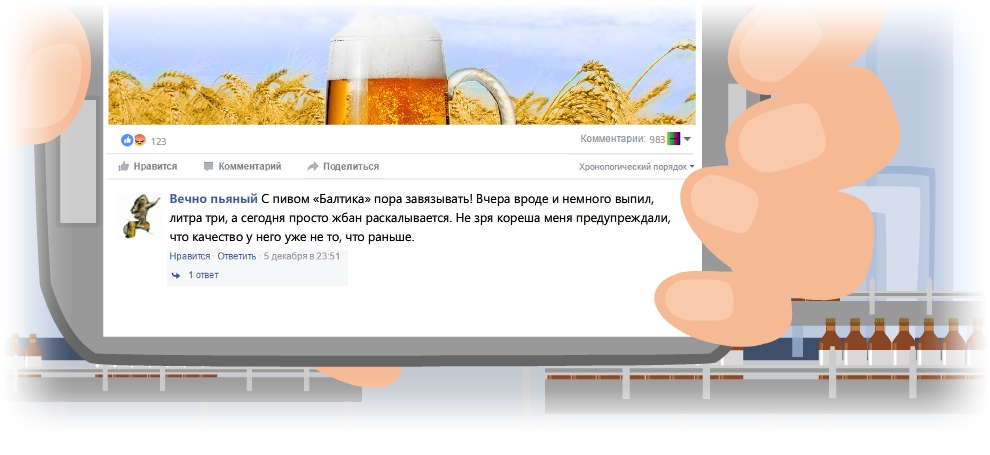 123
Комментарии: 983
Нравится Комментарий Поделиться
Хронологический порядок
Вечно пьяный С пивом «Балтика» пора завязывать! Вчера вроде и немного выпил,
литра три, а сегодня просто жбан раскалывается. Не зря кореша меня предупреждали,
что качество у него уже не то, что раньше.
Нравится · Ответить · 5 декабря в 23:51
1 ответ